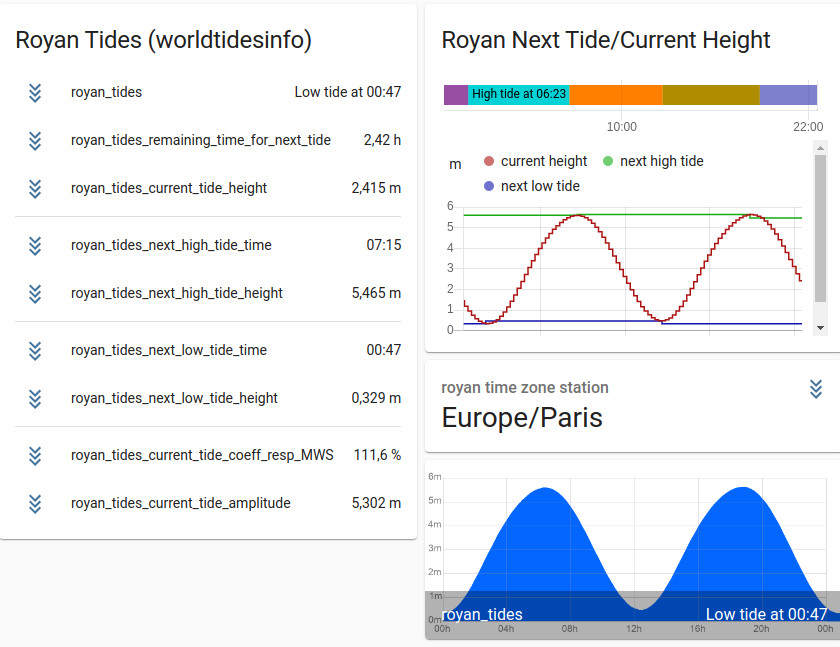 Royan Tides (worldtidesinfo)
royan_tides Low tide at 00:47
royan_tides_remaining_time_for_next_tide 2,42 h
royan_tides_current_tide_height 2,415 m
royan_tides_next_high_tide_time 07:15
royan_tides_next_high_tide_height 5,465 m
royan_tides_next_low_tide_time 00:47
royan_tides_next_low_tide_height 0,329 m
royan_tides_current_tide_coeff_resp_MWS 111,6 %
royan_tides_current_tide_amplitude 5,302 m
Royan Next Tide/Current Height
High tide at 06:23
10:00 22:00
m
current height next high tide
next low tide
6
5
4
3
2
1
0
royan time zone station
Europe/Paris
6m
5m
4m
3m
2m
1m
0m
royan_tides Low tide at 00:47
00h 04h 08h 12h 16h 20h 00h